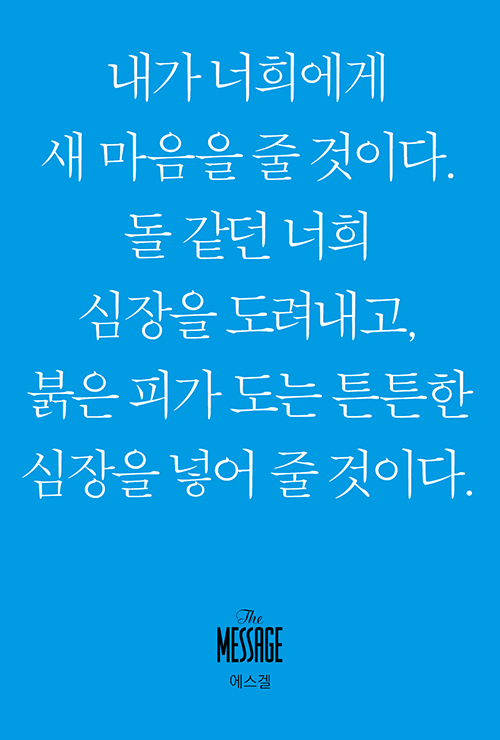 내가 너희에게
새 마음을 줄 것이다.
돌 같던 너희
심장을 도려내고,
붉은 피가 도는 튼튼한
심장을 넣어 줄 것이다.
The
MESSAGE
에스겔